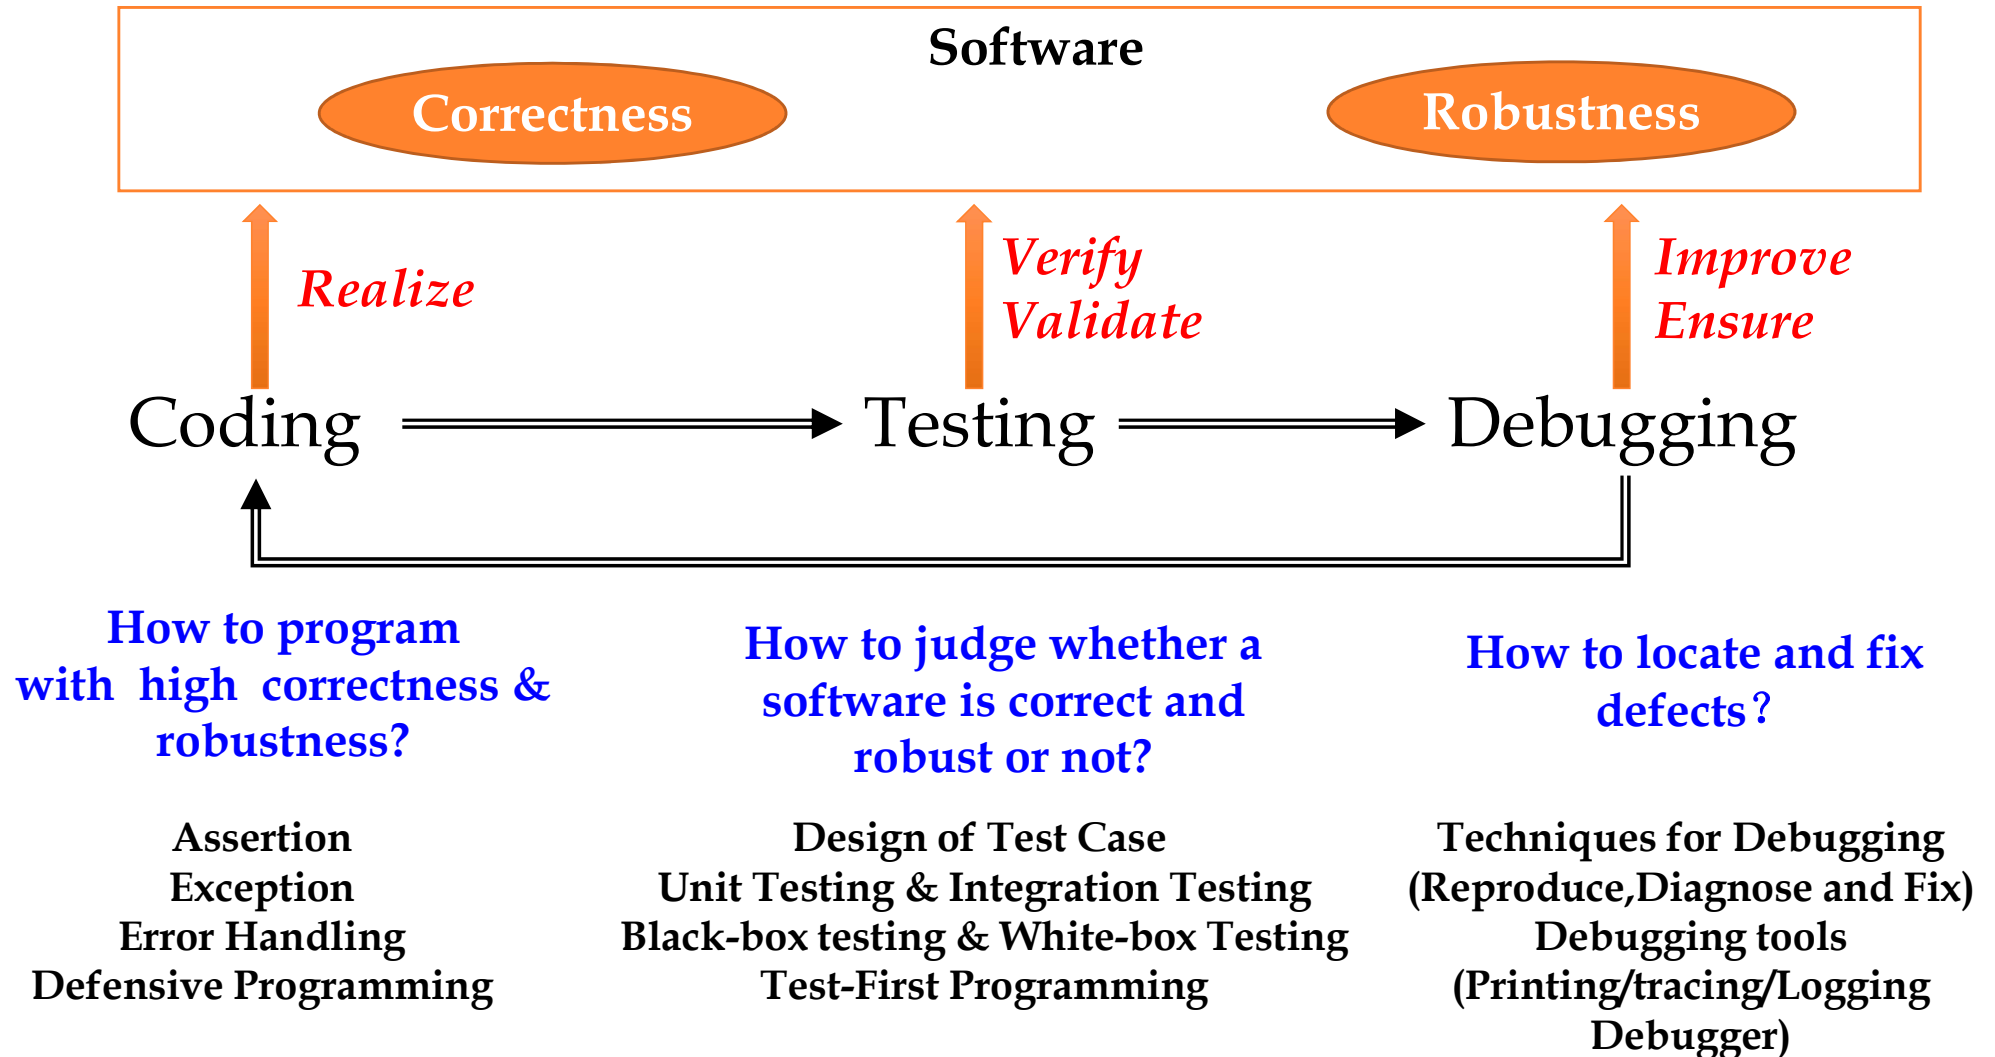 Software
Correctness
Robustness
Realize
Verify
Validate
Improve
Ensure
Coding
Testing
Debugging
How to program
with high correctness &
robustness?
How to judge whether a
software is correct and
robust or not?
How to locate and fix
defects？
Assertion
Exception
Error Handling
Defensive Programming
Design of Test Case
Unit Testing & Integration Testing
Black-box testing & White-box Testing
Test-First Programming
Techniques for Debugging
(Reproduce,Diagnose and Fix)
Debugging tools
(Printing/tracing/Logging
Debugger)